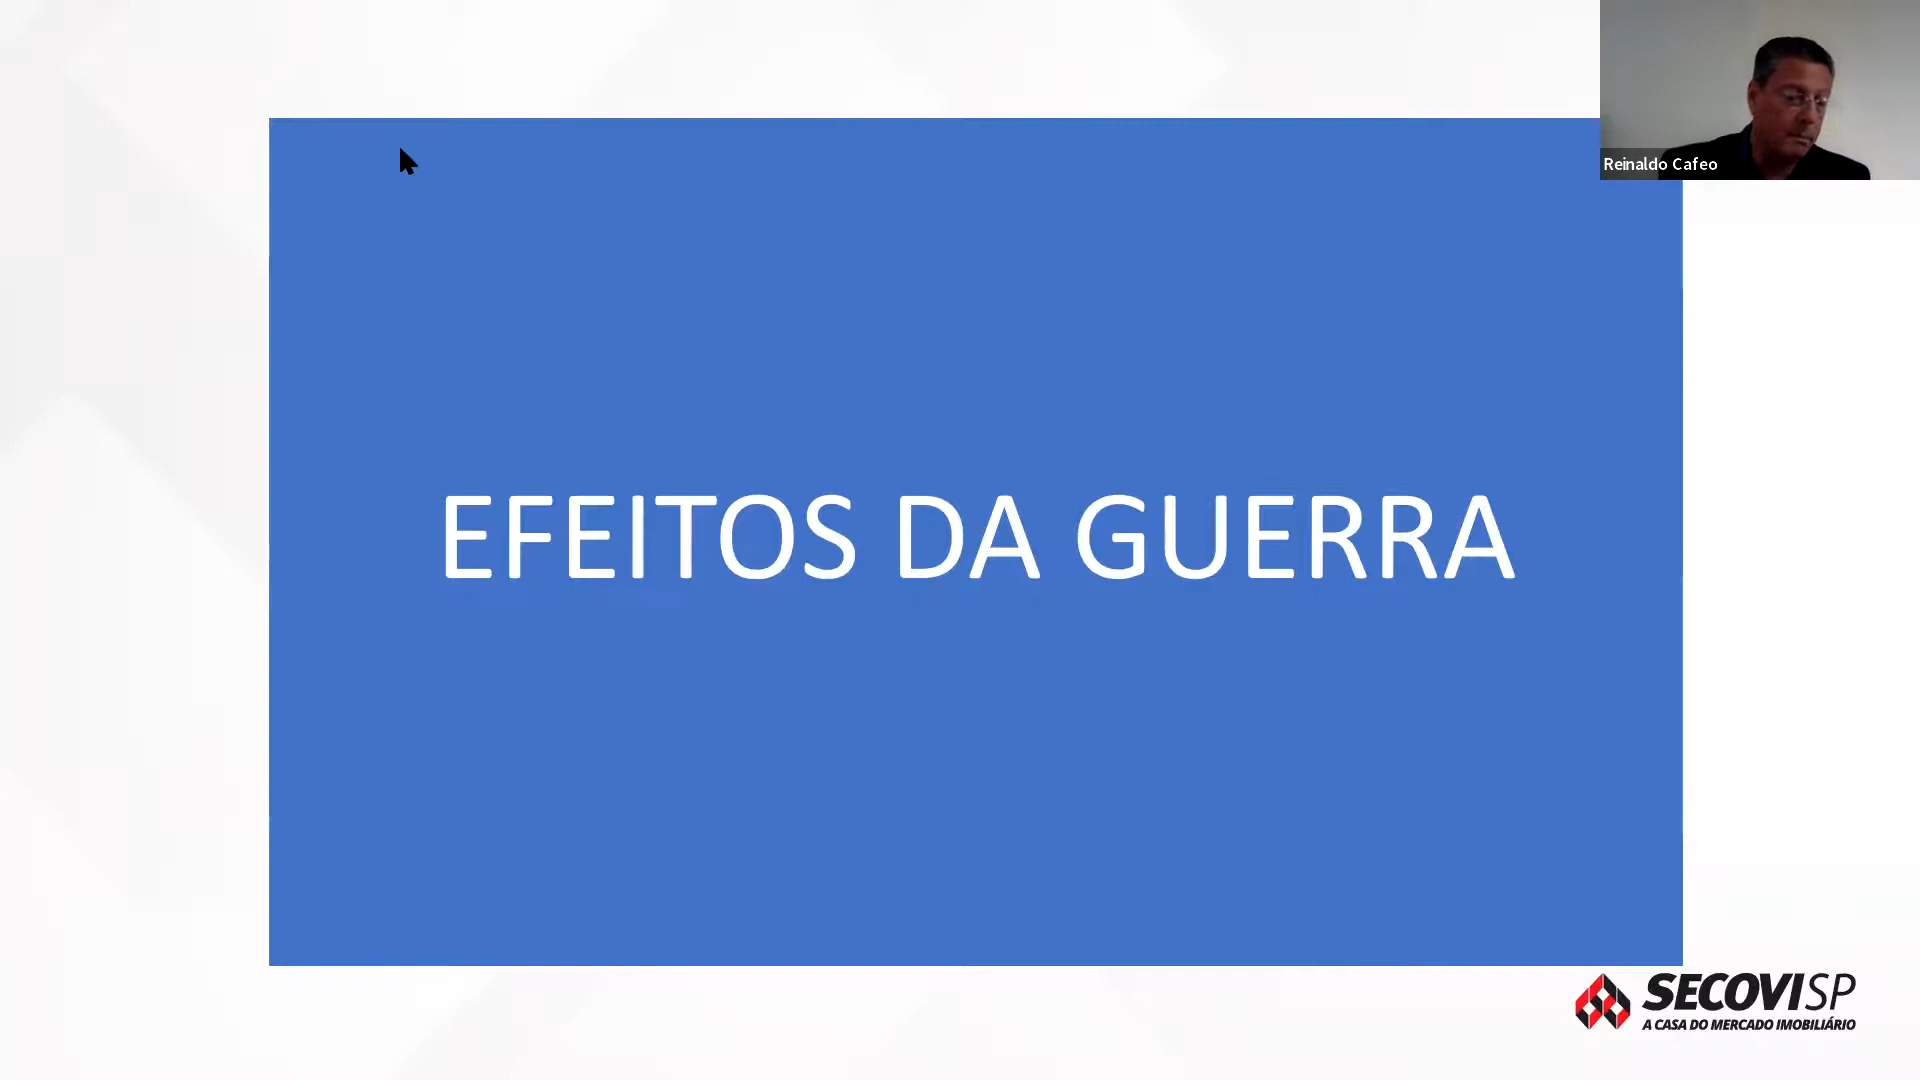 Reinaldo Cafeo
EFEITOS DA GUERRA
SECOVISP
A CASA DO MERCADO IMOBILIÁRIO